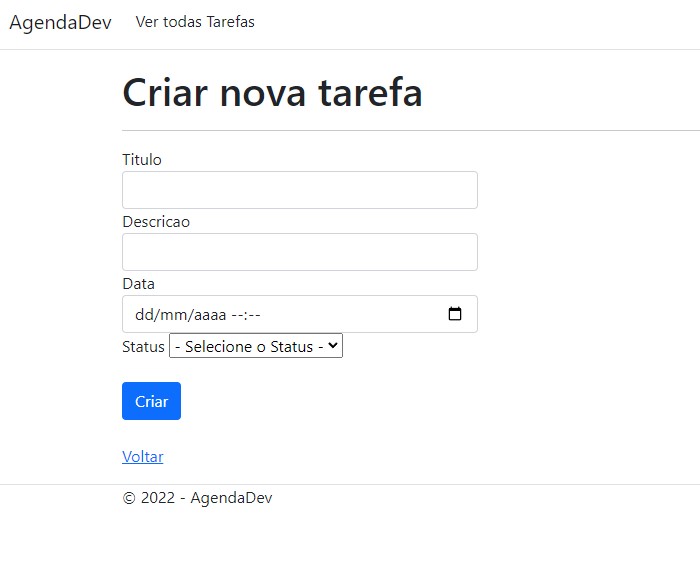 AgendaDev Ver todas Tarefas
Criar nova tarefa
Titulo
Descricao
Data
dd/mm/aaaa --:--
Status - Selecione o Status -
Criar
Voltar
© 2022 - AgendaDev